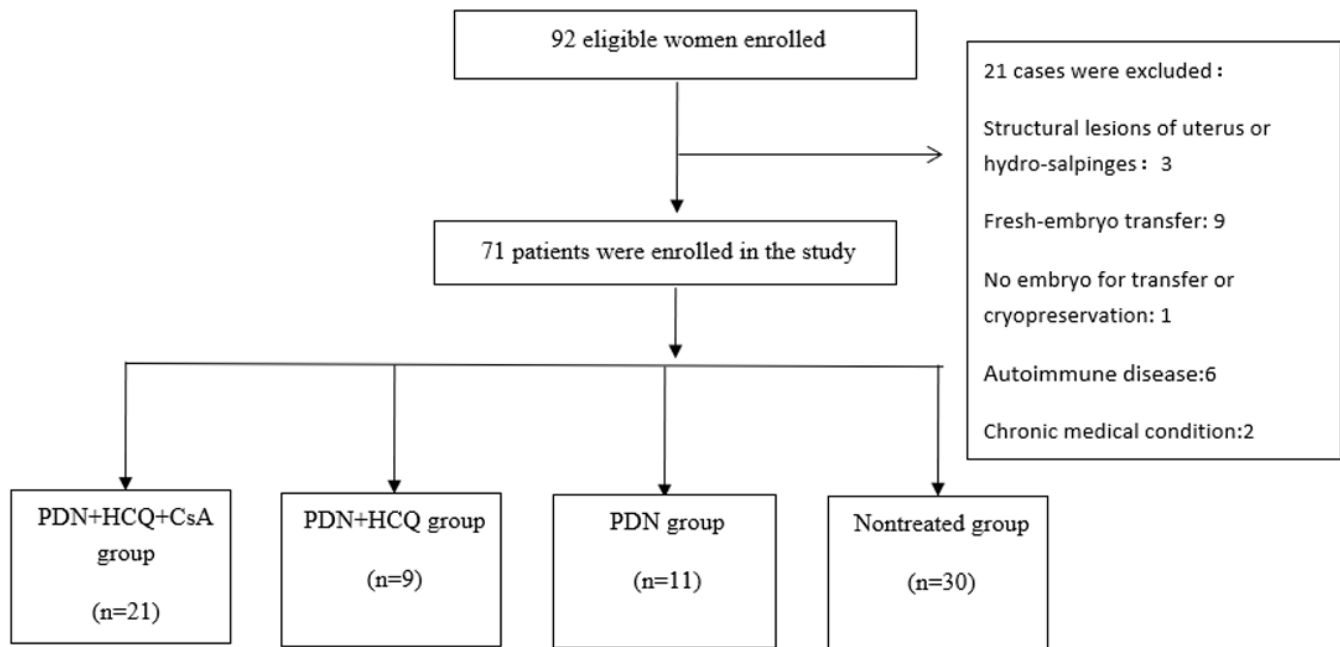 92 eligible women enrolled
21 cases were excluded：
Structural lesions of uterus or
hydro-salpinges：3
Fresh-embryo transfer: 9
No embryo for transfer or
cryopreservation: 1
Autoimmune disease:6
Chronic medical condition:2
71 patients were enrolled in the study
PDN+HCQ+CsA
group
(n=21)
PDN+HCQ group
(n=9)
PDN group
(n=11)
Nontreated group
(n=30)